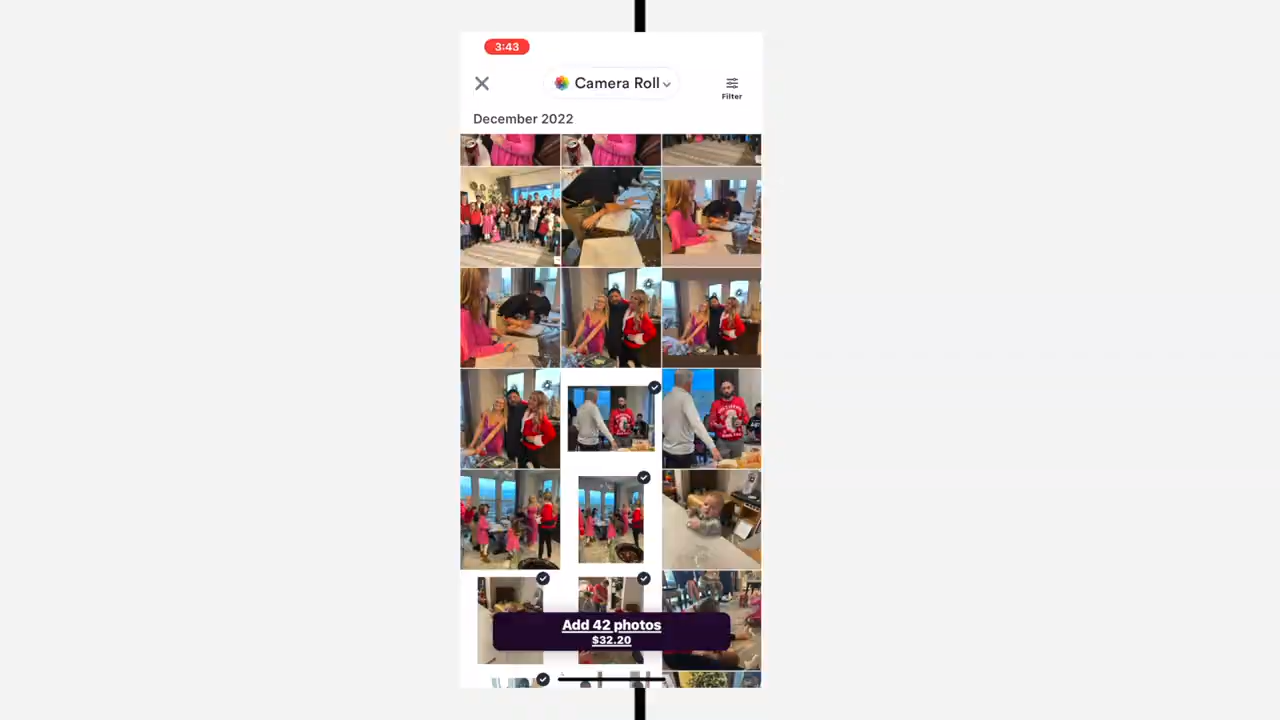 3:43
Camera Roll
Filter
December 2022
Add 42 photos
$32.20